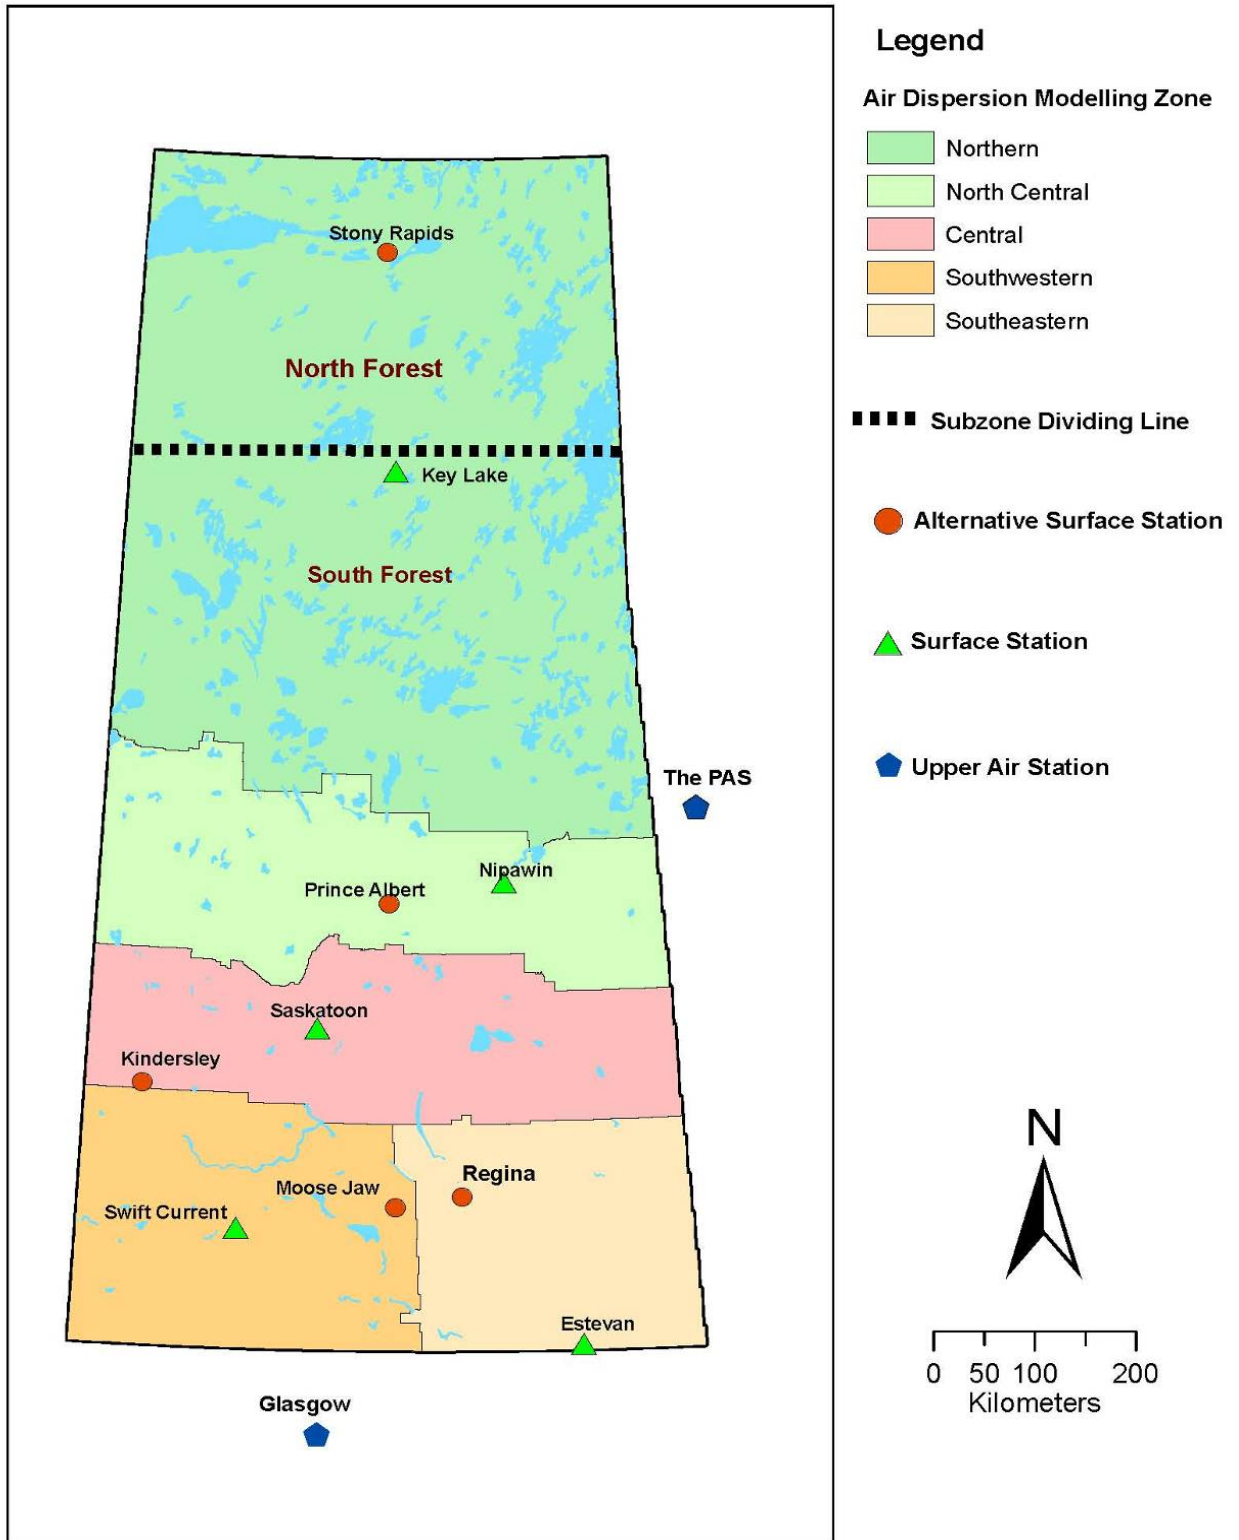 Legend
Air Dispersion Modelling Zone
Northern
North Central
Central
Southwestern
Southeastern
Subzone Dividing Line
Alternative Surface Station
Surface Station
Upper Air Station
Stony Rapids
North Forest
Key Lake
South Forest
The PAS
Nipawin
Prince Albert
Saskatoon
Kindersley
Regina
Moose Jaw
Swift Current
Estevan
Glasgow
N
0 50 100 200
Kilometers